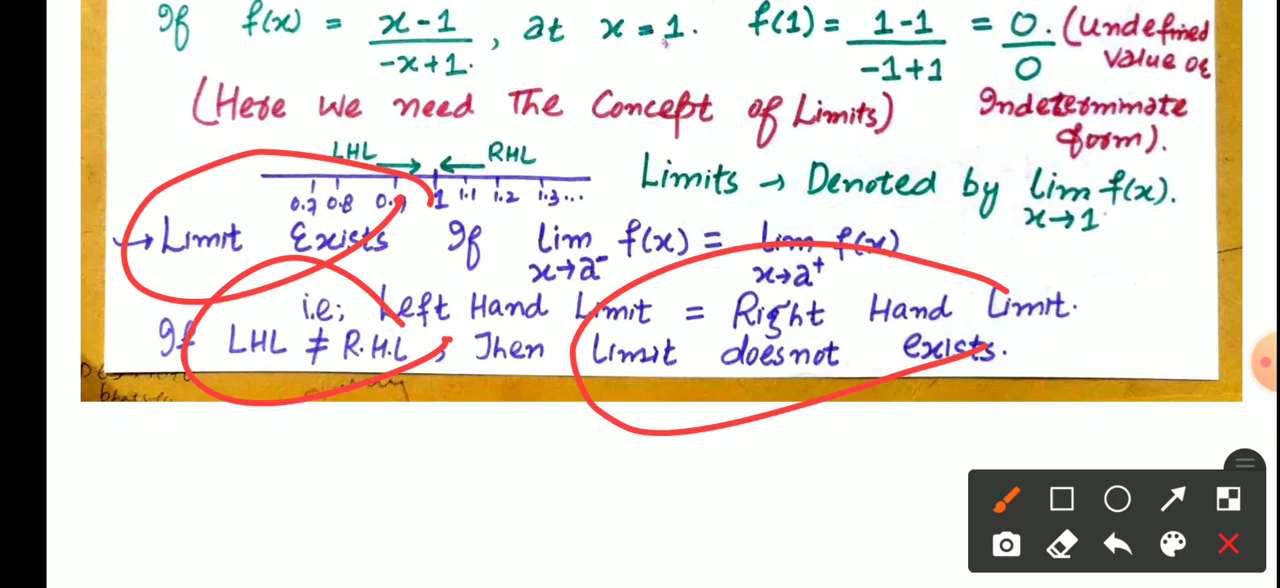 If f(x) = x-1 / -x+1, at x=1. f(1) = 1-1 / -1+1 = 0/0. (undefined value or Indeterminate form).
(Here we need The Concept of Limits)
LHL → ← RHL
0.7 0.8 0.9 1 1.1 1.2 1.3...
Limits → Denoted by lim x→1 f(x).
→ Limit Exists If lim x→a⁻ f(x) = lim x→a⁺ f(x)
i.e; Left Hand Limit = Right Hand Limit.
If LHL ≠ R.H.L, Then Limit does not exists.